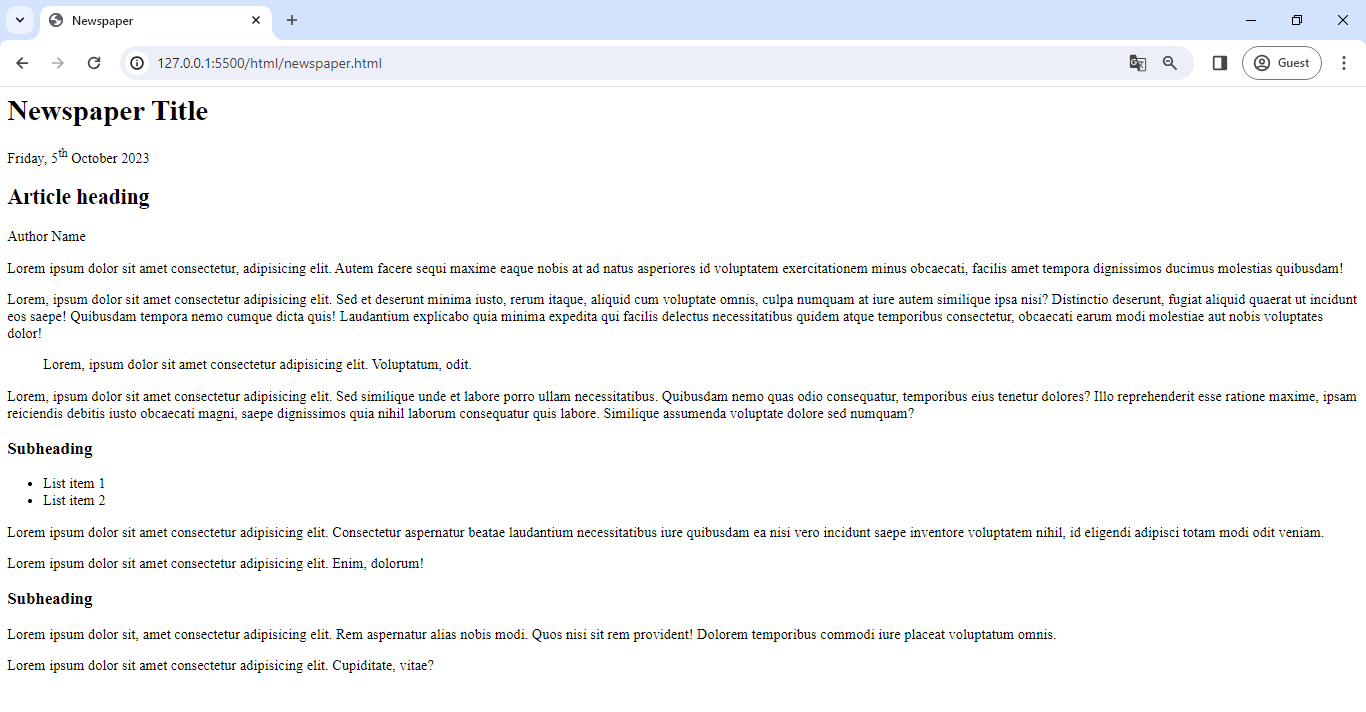 Newspaper
127.0.0.1:5500/html/newspaper.html
Guest
Newspaper Title
Friday, 5th October 2023
Article heading
Author Name
Lorem ipsum dolor sit amet consectetur, adipisicing elit. Autem facere sequi maxime eaque nobis at ad natus asperiores id voluptatem exercitationem minus obcaecati, facilis amet tempora dignissimos ducimus molestias quibusdam!
Lorem, ipsum dolor sit amet consectetur adipisicing elit. Sed et deserunt minima iusto, rerum itaque, aliquid cum voluptate omnis, culpa numquam at iure autem similique ipsa nisi? Distinctio deserunt, fugiat aliquid quaerat ut incidunt
eos saepe! Quibusdam tempora nemo cumque dicta quis! Laudantium explicabo quia minima expedita qui facilis delectus necessitatibus quidem atque temporibus consectetur, obcaecati earum modi molestiae aut nobis voluptates
dolor!
Lorem, ipsum dolor sit amet consectetur adipisicing elit. Voluptatum, odit.
Lorem, ipsum dolor sit amet consectetur adipisicing elit. Sed similique unde et labore porro ullam necessitatibus. Quibusdam nemo quas odio consequatur, temporibus eius tenetur dolores? Illo reprehenderit esse ratione maxime, ipsam
reiciendis debitis iusto obcaecati magni, saepe dignissimos quia nihil laborum consequatur quis labore. Similique assumenda voluptate dolore sed numquam?
Subheading
• List item 1
• List item 2
Lorem ipsum dolor sit amet consectetur adipisicing elit. Consectetur aspernatur beatae laudantium necessitatibus iure quibusdam ea nisi vero incidunt saepe inventore voluptatem nihil, id eligendi adipisci totam modi odit veniam.
Lorem ipsum dolor sit amet consectetur adipisicing elit. Enim, dolorum!
Subheading
Lorem ipsum dolor sit, amet consectetur adipisicing elit. Rem aspernatur alias nobis modi. Quos nisi sit rem provident! Dolorem temporibus commodi iure placeat voluptatum omnis.
Lorem ipsum dolor sit amet consectetur adipisicing elit. Cupiditate, vitae?